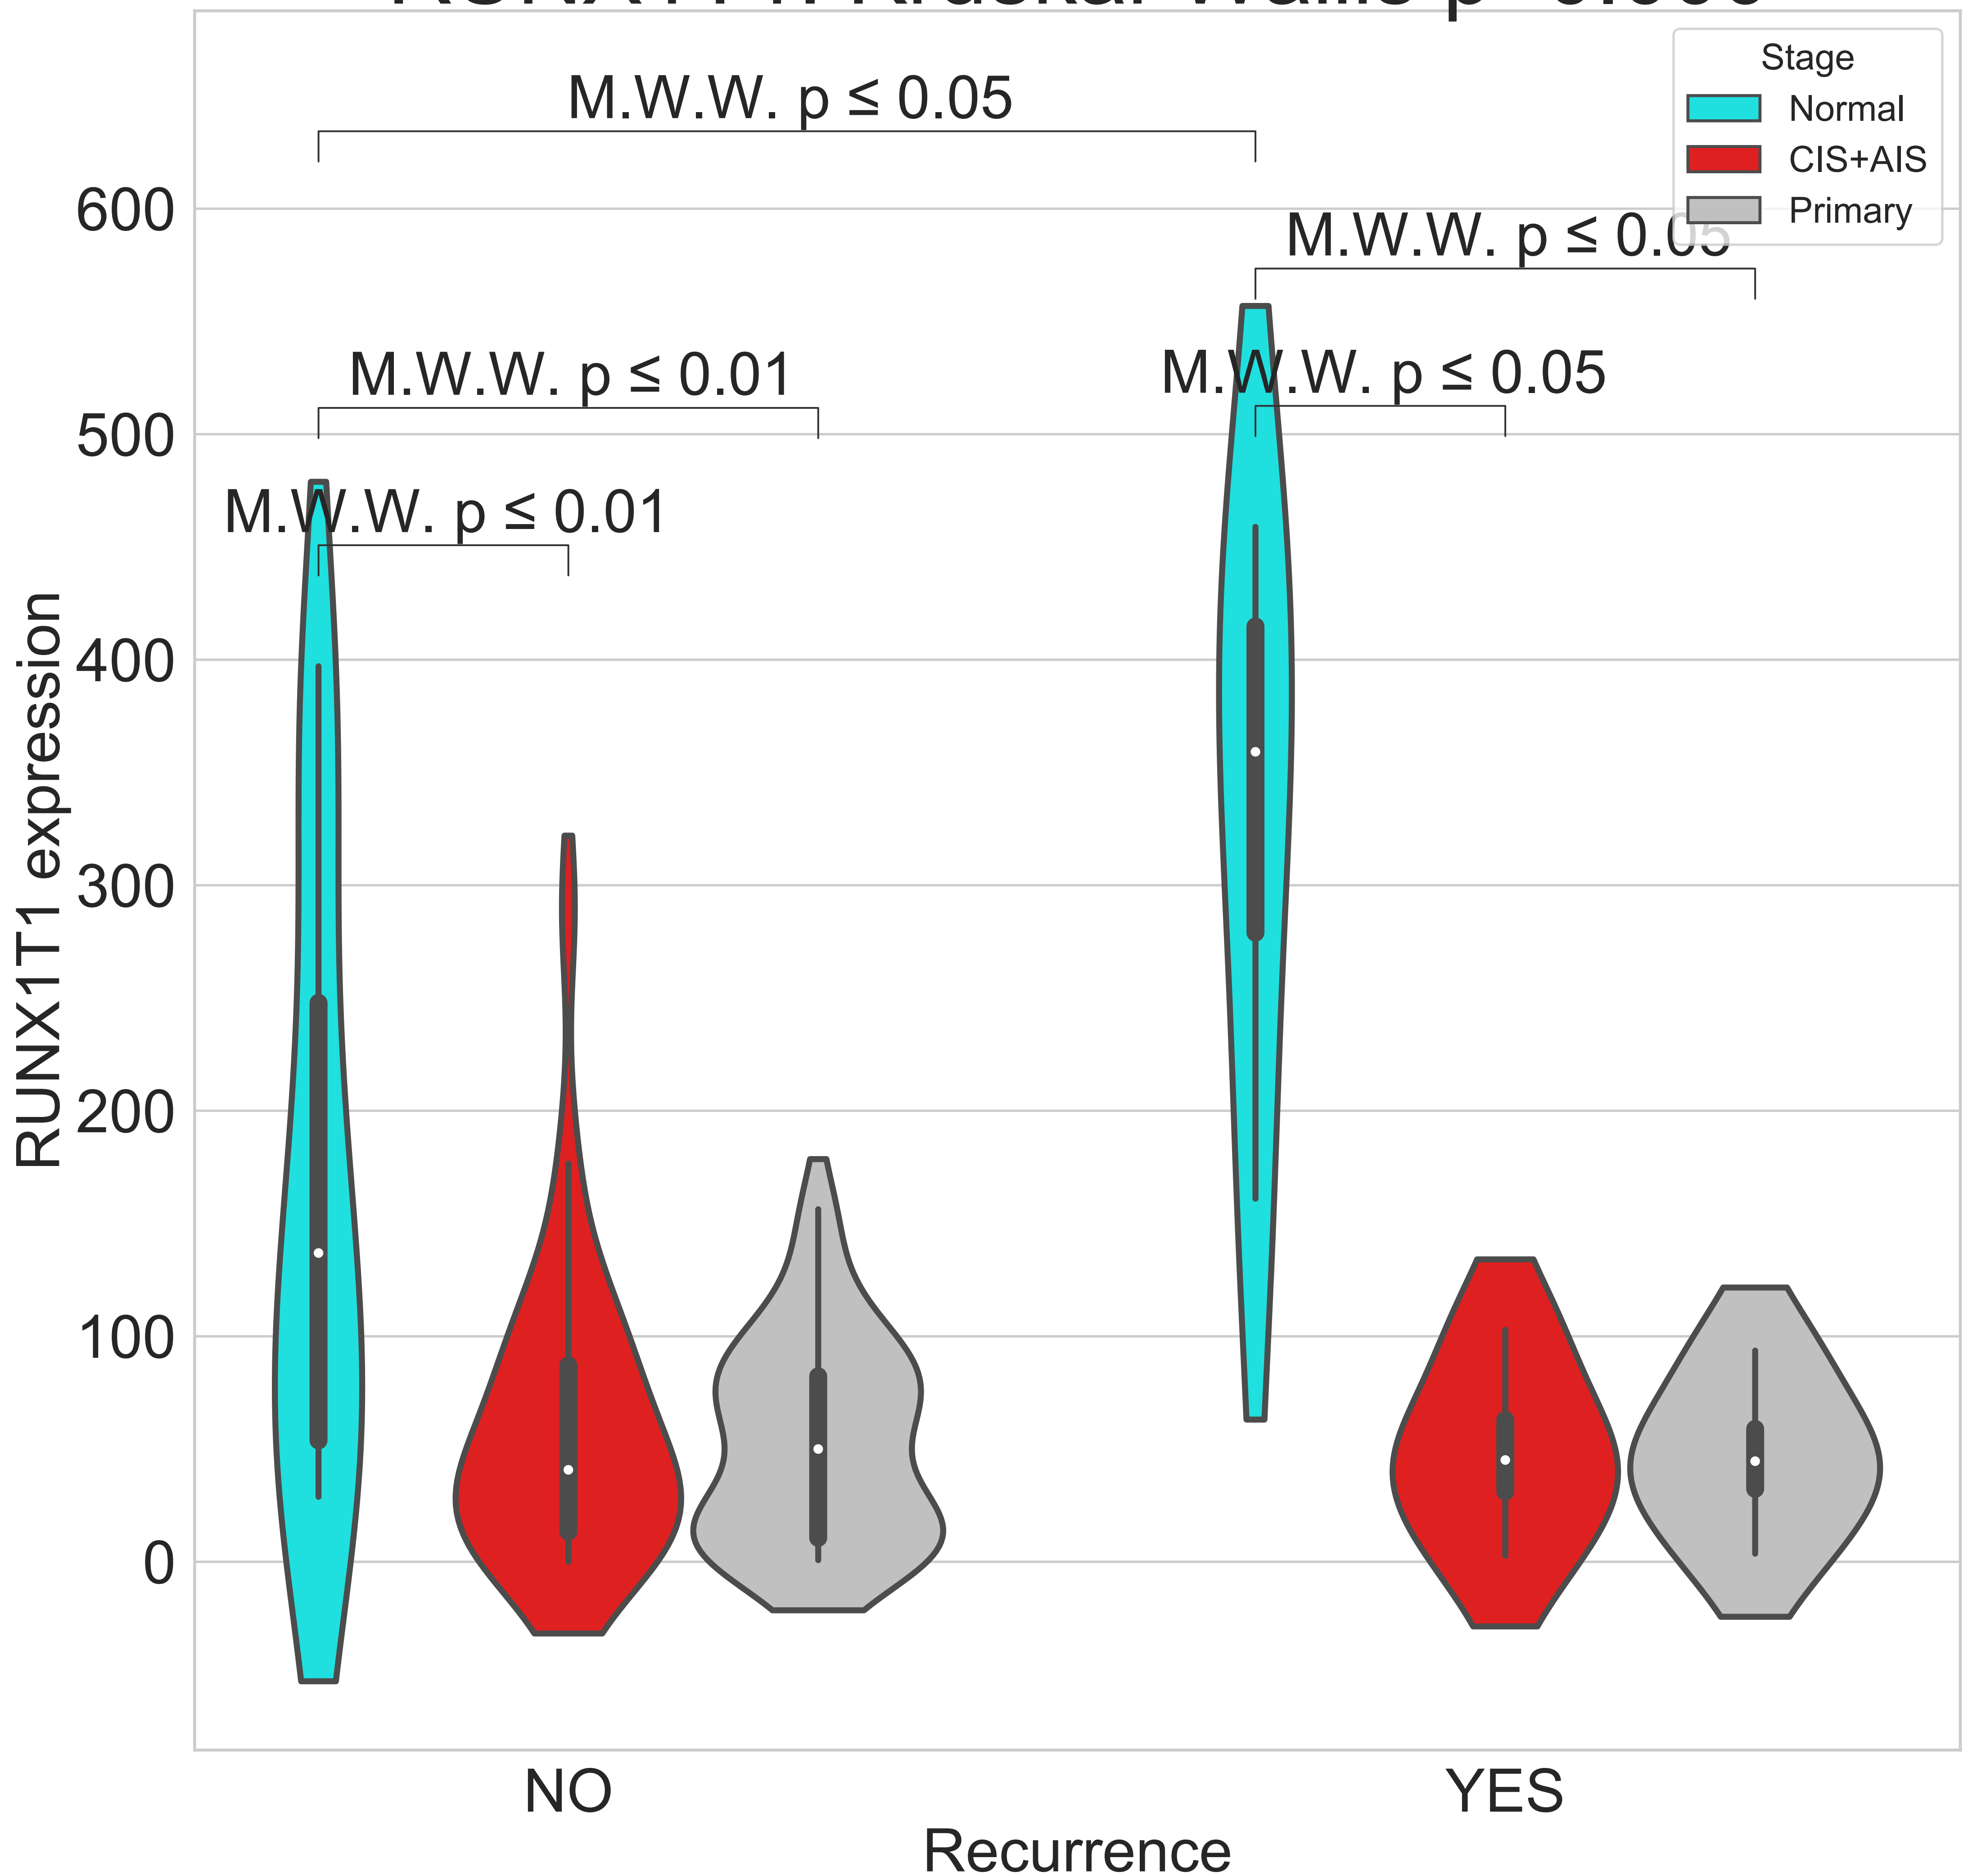 M.W.W. p ≤ 0.05
Stage
Normal
CIS+AIS
Primary
M.W.W. p ≤ 0.05
M.W.W. p ≤ 0.01
M.W.W. p ≤ 0.05
M.W.W. p ≤ 0.01
600
500
400
300
200
100
0
RUNX1T1 expression
NO
YES
Recurrence